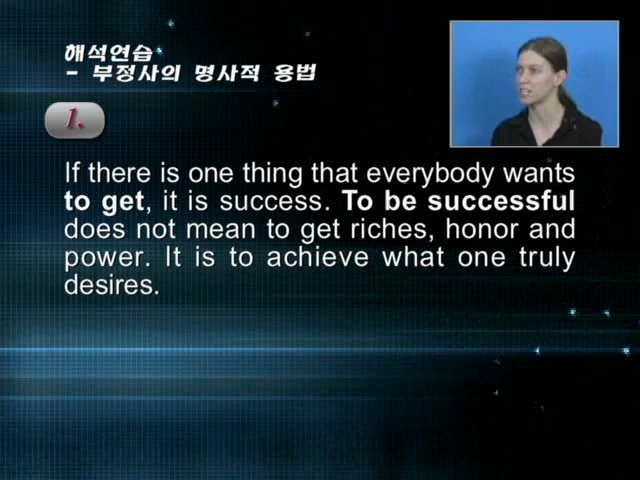 해석연습
- 부정사의 명사적 용법
1.
If there is one thing that everybody wants
to get, it is success. To be successful
does not mean to get riches, honor and
power. It is to achieve what one truly
desires.